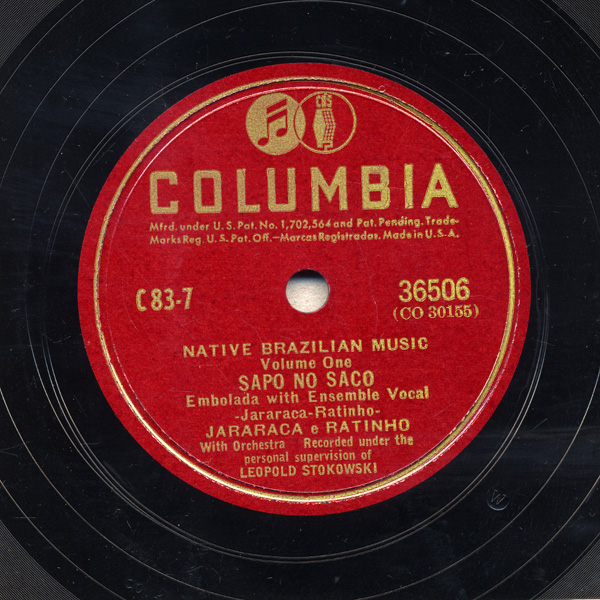 CBS
COLUMBIA
Mfrd. under U.S. Pat. No. 1,702,564 and Pat. Pending. Trade-
Marks Reg. U.S. Pat. Off.—Marcas Registradas. Made in U.S.A.
C 83-7
36506
(CO 30155)
NATIVE BRAZILIAN MUSIC
Volume One
SAPO NO SACO
Embolada with Ensemble Vocal
-Jararaca-Ratinho-
JARARACA e RATINHO
With Orchestra Recorded under the
personal supervision of
LEOPOLD STOKOWSKI
W